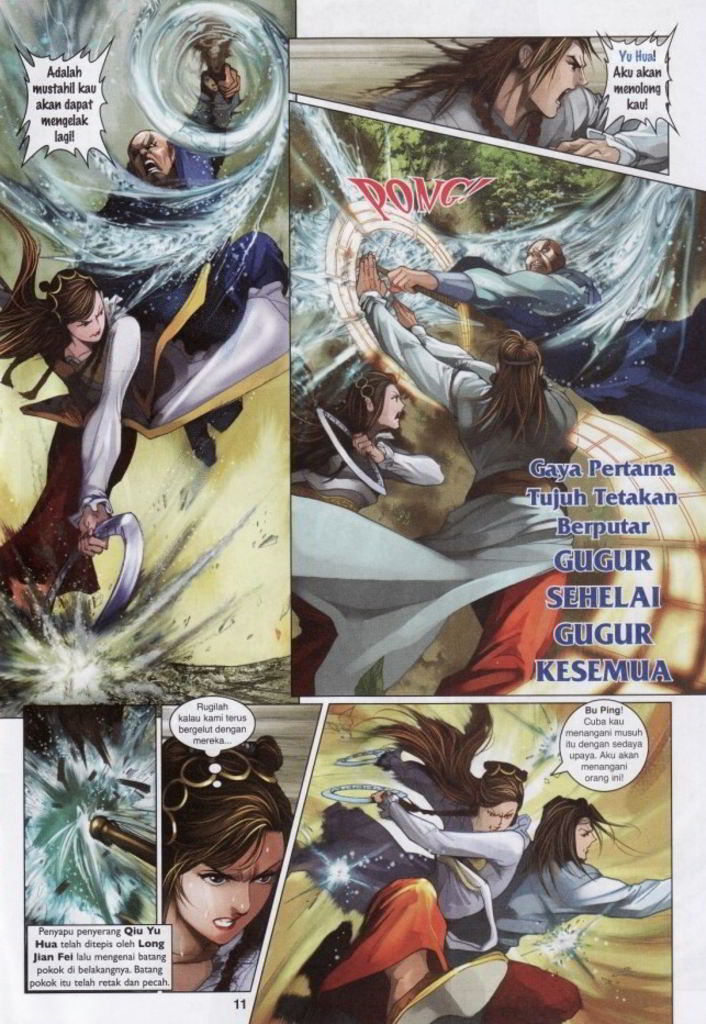 Adalah
mustahil kau
akan dapat
mengelak
lagi!
Yu Hua!
Aku akan
menolong
kau!
PONG!
Gaya Pertama
Tujuh Tetakan
Berputar
GUGUR
SEHELAI
GUGUR
KESEMUA
Rugilah
kalau kami terus
bergelut dengan
mereka...
Penyapu penyerang Qiu Yu
Hua telah ditepis oleh Long
Jian Fei lalu mengenai batang
pokok di belakangnya. Batang
pokok itu telah retak dan pecah.
Bu Ping!
Cuba kau
menangani musuh
itu dengan sedaya
upaya. Aku akan
menangani
orang ini!
11